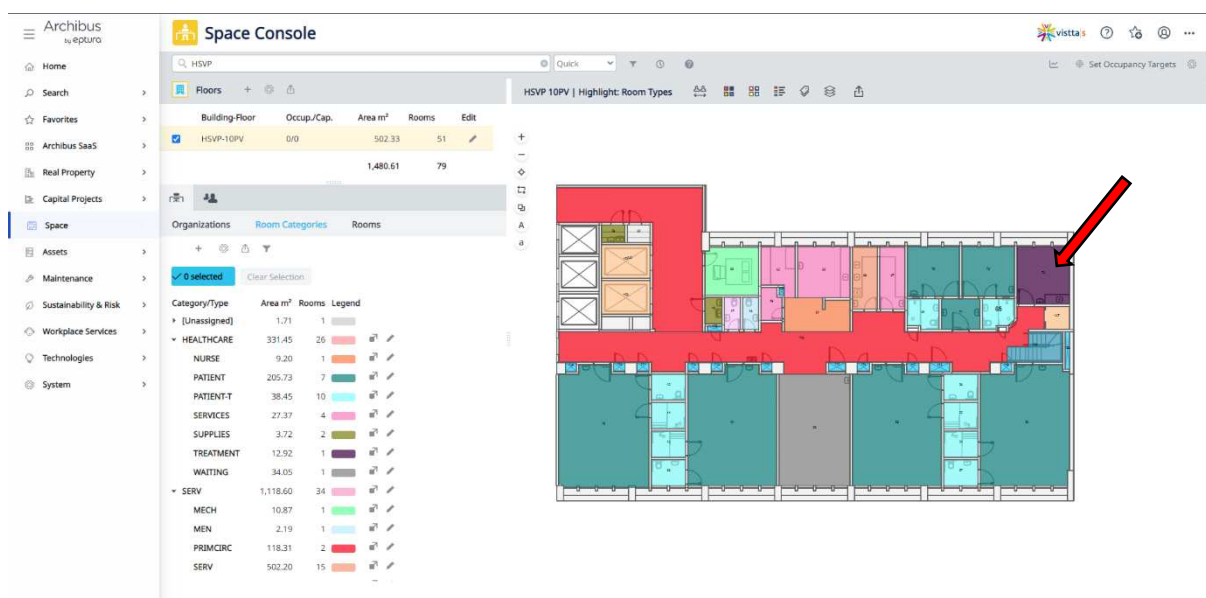 Archibus
by eptura
Space Console
vistta's
Home
Search
Favorites
Archibus SaaS
Real Property
Capital Projects
Space
Assets
Maintenance
Sustainability & Risk
Workplace Services
Technologies
System
HSVP
Quick
Set Occupancy Targets
Floors
HSVP 10PV | Highlight: Room Types
Building-Floor Occup./Cap. Area m² Rooms Edit
HSVP-10PV 0/0 502.33 51
1,480.61 79
A
a
Organizations Room Categories Rooms
0 selected Clear Selection
Category/Type Area m² Rooms Legend
[Unassigned] 1.71 1
HEALTHCARE 331.45 26
NURSE 9.20 1
PATIENT 205.73 7
PATIENT-T 38.45 10
SERVICES 27.37 4
SUPPLIES 3.72 2
TREATMENT 12.92 1
WAITING 34.05 1
SERV 1,118.60 34
MECH 10.87 1
MEN 2.19 1
PRIMCIRC 118.31 2
SERV 502.20 15